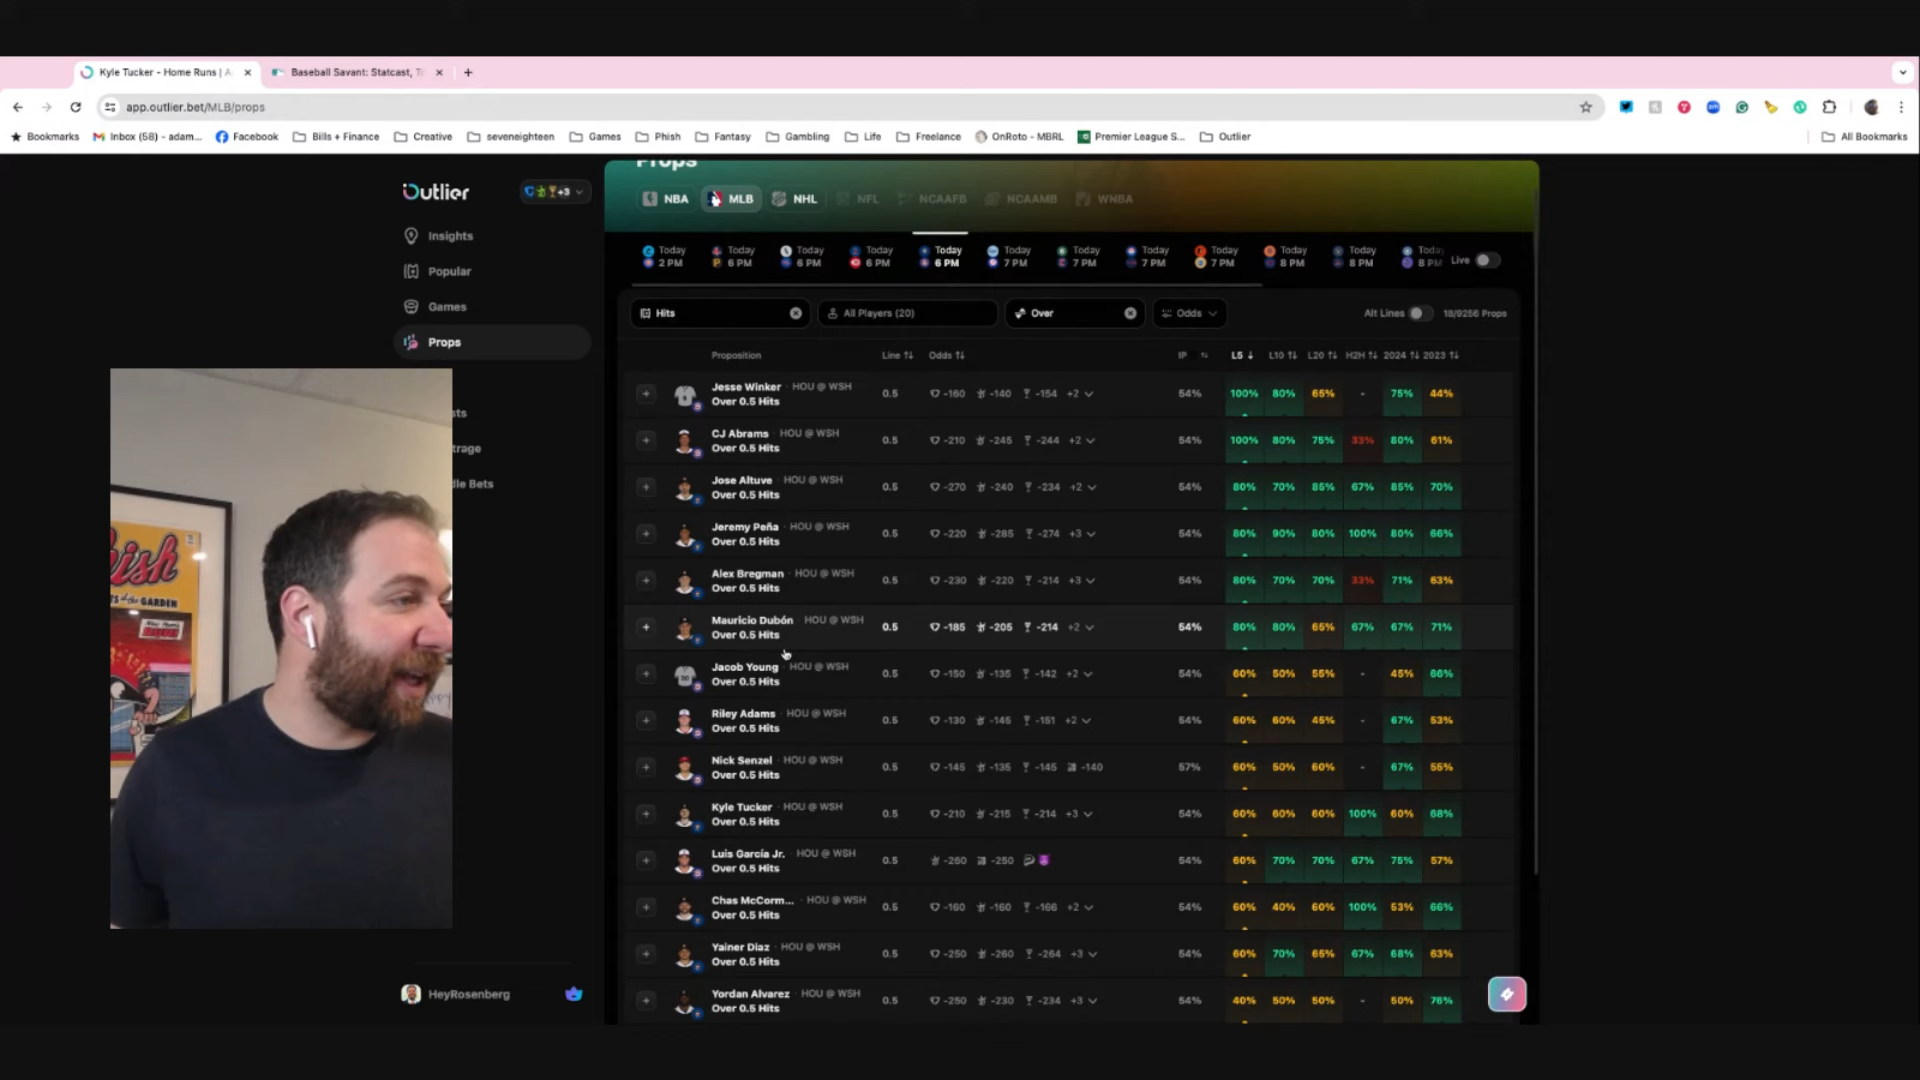 Kyle Tucker - Home Runs | A
Baseball Savant: Statcast, Tr
app.outlier.bet/MLB/props
Bookmarks
Inbox (58) - adam...
Facebook
Bills + Finance
Creative
seveneighteen
Games
Phish
Fantasy
Gambling
Life
Freelance
OnRoto - MBRL
Premier League S...
Outlier
All Bookmarks
Outlier
+3
Insights
Popular
Games
Props
sts
trage
dle Bets
HeyRosenberg
Props
NBA MLB NHL NFL NCAAFB NCAAMB WNBA
Today Today Today Today Today Today Today Today Today Today Today Today
2 PM 6 PM 6 PM 6 PM 6 PM 7 PM 7 PM 7 PM 7 PM 8 PM 8 PM 8 PM Live
Hits All Players (20) Over Odds Alt Lines 18/9256 Props
Proposition Line Odds IP L5 L10 L20 H2H 2024 2023
Jesse Winker · HOU @ WSH
Over 0.5 Hits 0.5 -160 -140 -154 +2 54% 100% 80% 65% - 75% 44%
CJ Abrams · HOU @ WSH
Over 0.5 Hits 0.5 -210 -245 -244 +2 54% 100% 80% 75% 33% 80% 61%
Jose Altuve · HOU @ WSH
Over 0.5 Hits 0.5 -270 -240 -234 +2 54% 80% 70% 85% 67% 85% 70%
Jeremy Peña · HOU @ WSH
Over 0.5 Hits 0.5 -220 -285 -274 +3 54% 80% 90% 80% 100% 80% 66%
Alex Bregman · HOU @ WSH
Over 0.5 Hits 0.5 -230 -220 -214 +3 54% 80% 70% 70% 33% 71% 63%
Mauricio Dubón · HOU @ WSH
Over 0.5 Hits 0.5 -185 -205 -214 +2 54% 80% 80% 65% 67% 67% 71%
Jacob Young · HOU @ WSH
Over 0.5 Hits 0.5 -150 -135 -142 +2 54% 60% 50% 55% - 45% 66%
Riley Adams · HOU @ WSH
Over 0.5 Hits 0.5 -130 -145 -151 +2 54% 60% 60% 45% - 67% 53%
Nick Senzel · HOU @ WSH
Over 0.5 Hits 0.5 -145 -135 -145 -140 57% 60% 50% 60% - 67% 55%
Kyle Tucker · HOU @ WSH
Over 0.5 Hits 0.5 -210 -215 -214 +3 54% 60% 60% 60% 100% 60% 68%
Luis García Jr. · HOU @ WSH
Over 0.5 Hits 0.5 -260 -250 54% 60% 70% 70% 67% 75% 57%
Chas McCorm... · HOU @ WSH
Over 0.5 Hits 0.5 -160 -160 -166 +2 54% 60% 40% 60% 100% 53% 66%
Yainer Diaz · HOU @ WSH
Over 0.5 Hits 0.5 -250 -260 -264 +3 54% 60% 70% 65% 67% 68% 63%
Yordan Alvarez · HOU @ WSH
Over 0.5 Hits 0.5 -250 -230 -234 +3 54% 40% 50% 50% - 50% 76%